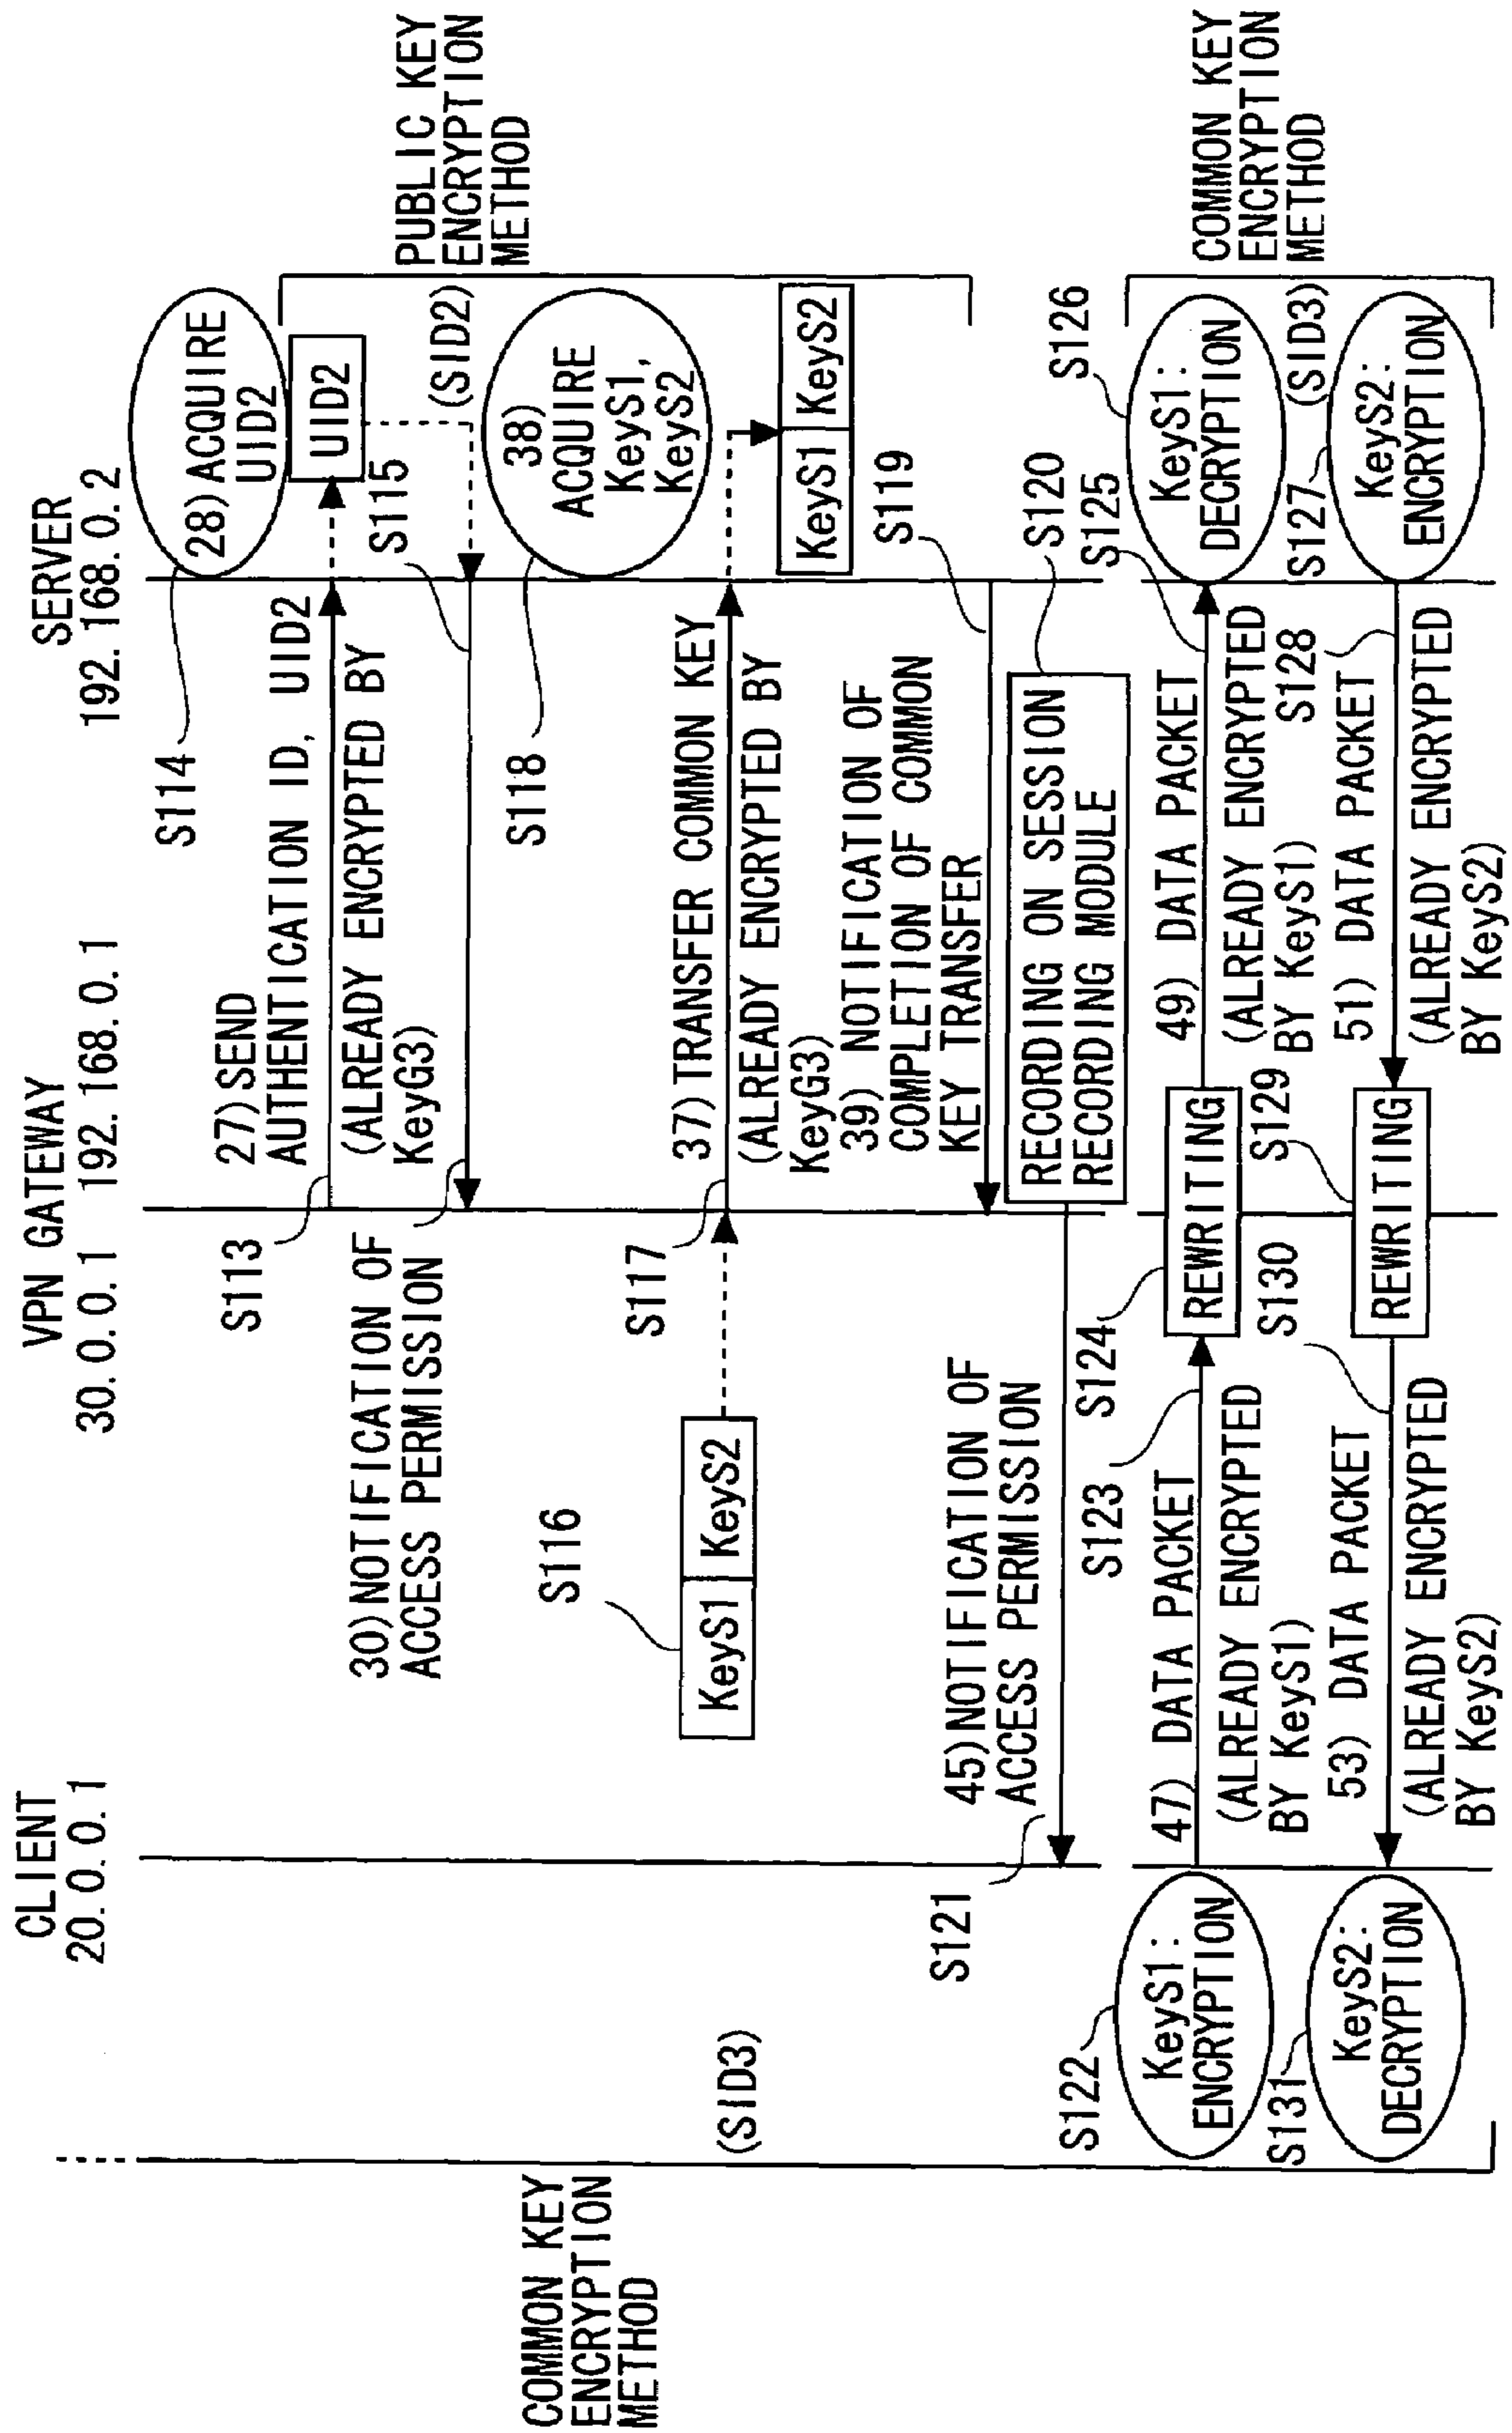 CLIENT
20. 0. 0. 1
VPN GATEWAY
30. 0. 0. 1  192. 168. 0. 1
SERVER
192. 168. 0. 2
S114
28) ACQUIRE
UID2
S113
27) SEND
AUTHENTICATION ID, UID2
(ALREADY ENCRYPTED BY
KeyG3)
UID2
S115
(SID2)
PUBLIC KEY
ENCRYPTION
METHOD
30) NOTIFICATION OF
ACCESS PERMISSION
S118
38)
ACQUIRE
KeyS1,
KeyS2
COMMON KEY
ENCRYPTION
METHOD
(SID3)
S116
KeyS1 KeyS2
S117
37) TRANSFER COMMON KEY
(ALREADY ENCRYPTED BY
KeyG3)
KeyS1 KeyS2
39) NOTIFICATION OF
COMPLETION OF COMMON
KEY TRANSFER
S119
S120
RECORDING ON SESSION
RECORDING MODULE
S121
45) NOTIFICATION OF
ACCESS PERMISSION
S122
KeyS1:
ENCRYPTION
S123
47) DATA PACKET
(ALREADY ENCRYPTED
BY KeyS1)
S124
REWRITING
S125
49) DATA PACKET
(ALREADY ENCRYPTED
BY KeyS1)
S126
KeyS1:
DECRYPTION
COMMON KEY
ENCRYPTION
METHOD
(SID3)
S127
KeyS2:
ENCRYPTION
S128
51) DATA PACKET
(ALREADY ENCRYPTED
BY KeyS2)
S129
REWRITING
S130
53) DATA PACKET
(ALREADY ENCRYPTED
BY KeyS2)
S131
KeyS2:
DECRYPTION